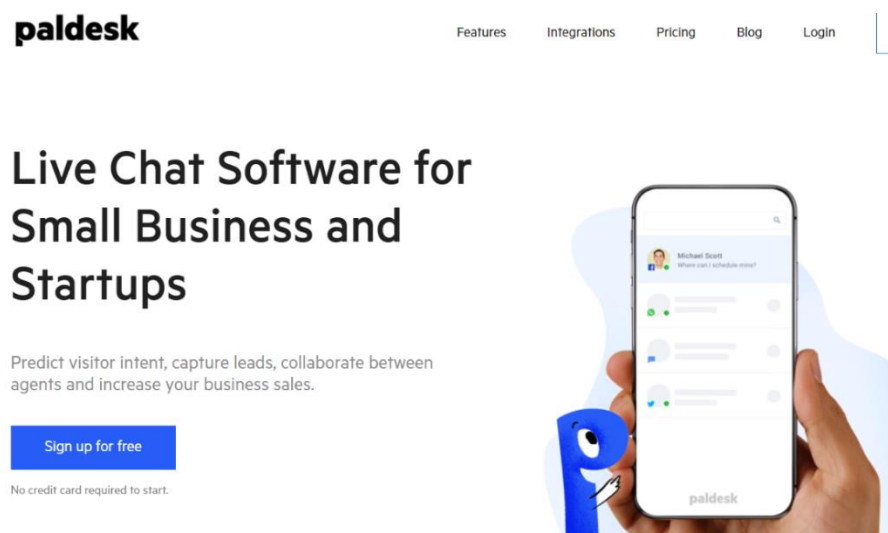 paldesk
Features Integrations Pricing Blog Login
Live Chat Software for
Small Business and
Startups
Predict visitor intent, capture leads, collaborate between
agents and increase your business sales.
Sign up for free
No credit card required to start.
Michael Scott
Where can I schedule mine?
paldesk